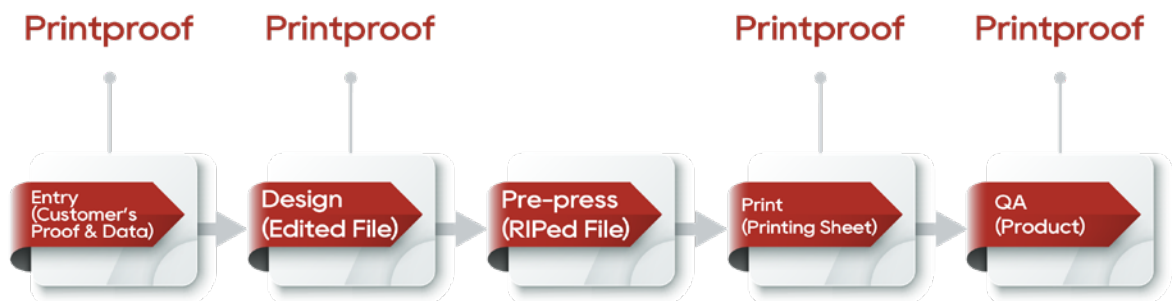 Printproof
Printproof
Printproof
Printproof
Entry
(Customer's
Proof & Data)
Design
(Edited File)
Pre-press
(RIPed File)
Print
(Printing Sheet)
QA
(Product)